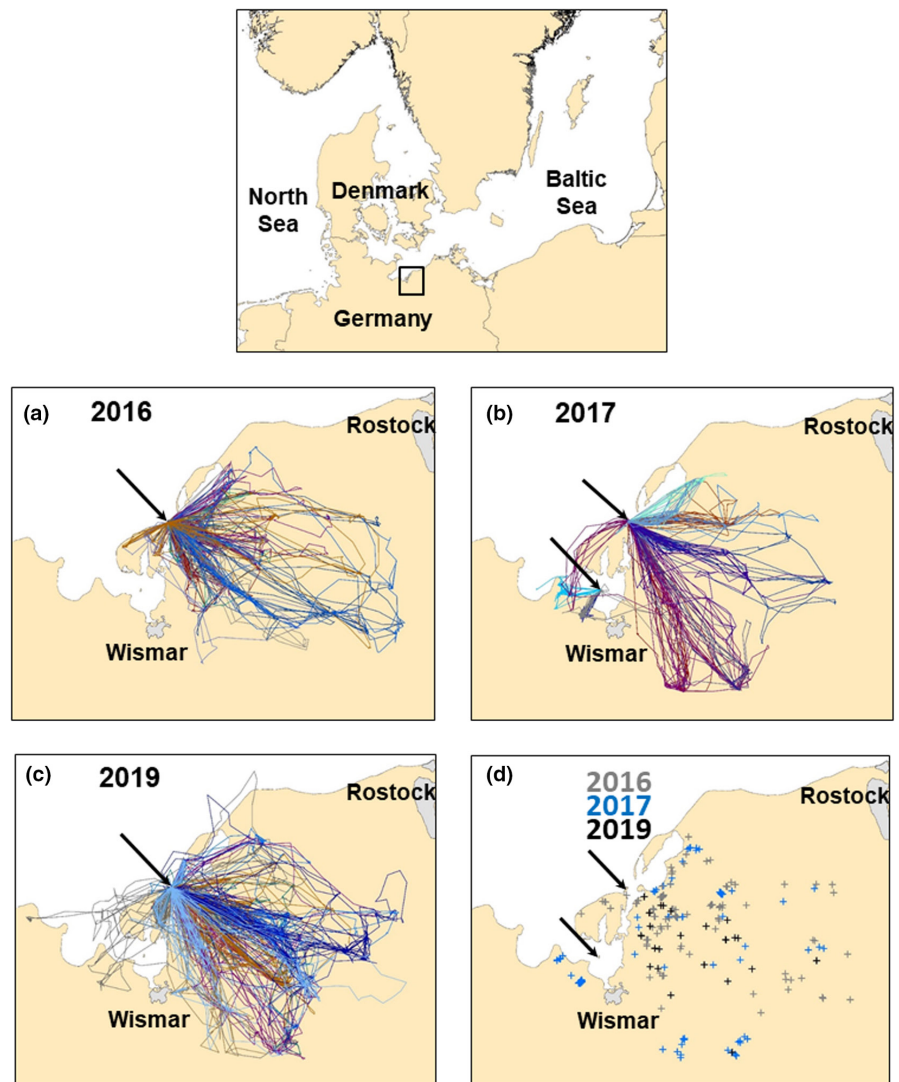 North
Sea
Denmark
Baltic
Sea
Germany
(a)
2016
Rostock
Wismar
(b)
2017
Rostock
Wismar
(c)
2019
Rostock
Wismar
(d)
2016
2017
2019
Rostock
Wismar